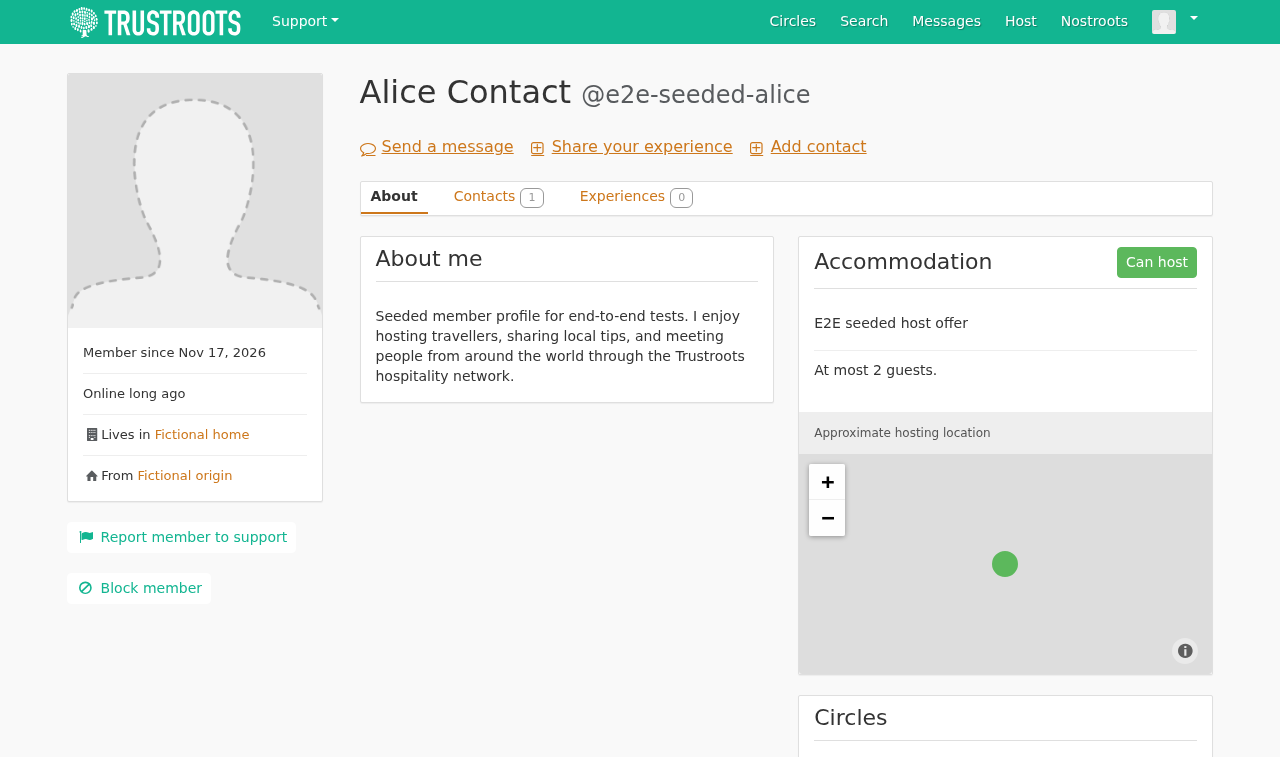 TRUSTROOTS Support Circles Search Messages Host Nostroots
Alice Contact @e2e-seeded-alice
Send a message Share your experience Add contact
About Contacts 1 Experiences 0
Member since Nov 17, 2026
Online long ago
Lives in Fictional home
From Fictional origin
Report member to support
Block member
About me
Seeded member profile for end-to-end tests. I enjoy
hosting travellers, sharing local tips, and meeting
people from around the world through the Trustroots
hospitality network.
Accommodation Can host
E2E seeded host offer
At most 2 guests.
Approximate hosting location
+
−
Circles